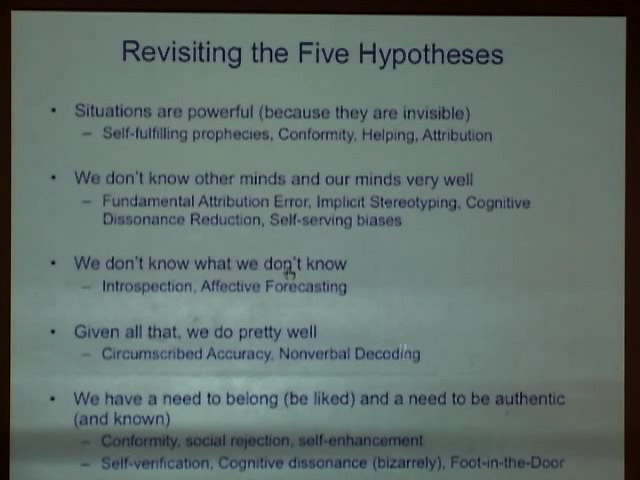 Revisiting the Five Hypotheses
• Situations are powerful (because they are invisible)
– Self-fulfilling prophecies, Conformity, Helping, Attribution
• We don't know other minds and our minds very well
– Fundamental Attribution Error, Implicit Stereotyping, Cognitive
Dissonance Reduction, Self-serving biases
• We don't know what we don't know
– Introspection, Affective Forecasting
• Given all that, we do pretty well
– Circumscribed Accuracy, Nonverbal Decoding
• We have a need to belong (be liked) and a need to be authentic
(and known)
– Conformity, social rejection, self-enhancement
– Self-verification, Cognitive dissonance (bizarrely), Foot-in-the-Door